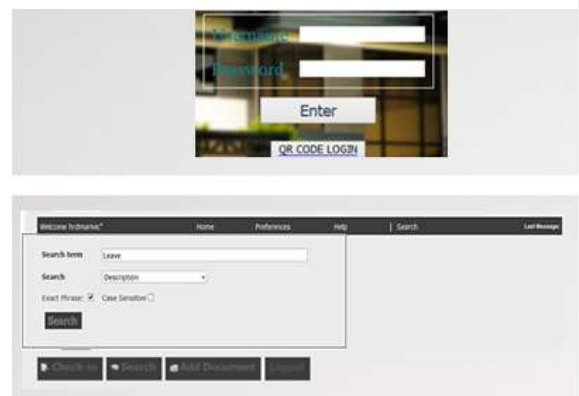 Username
Password
Enter
QR CODE LOGIN
Welcome hrdmanvc" Home Preferences Help | Search Last Message:
Search term Leave
Search Description
Exact Phrase: Case Sensitive
Search
Check-in Search Add Document Logout